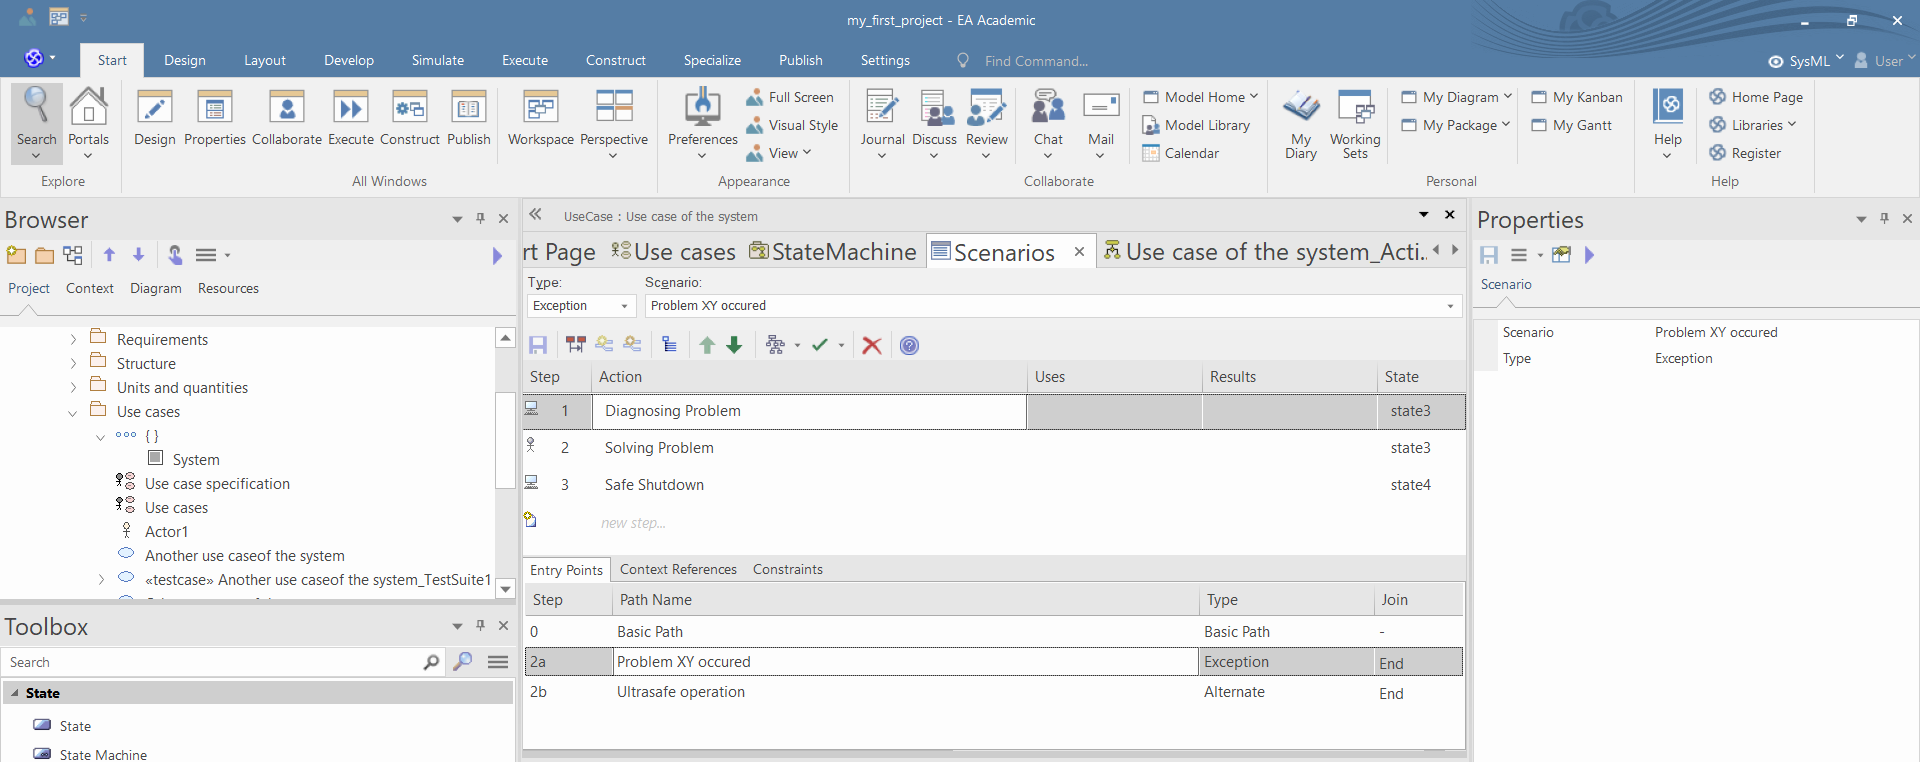 my_first_project - EA Academic
Start Design Layout Develop Simulate Execute Construct Specialize Publish Settings Find Command... SysML User
Search Portals Design Properties Collaborate Execute Construct Publish Workspace Perspective Preferences Full Screen Visual Style View Journal Discuss Review Chat Mail Model Home Model Library Calendar My Diary Working Sets My Diagram My Package My Kanban My Gantt Help Home Page Libraries Register
Explore All Windows Appearance Collaborate Personal Help
Browser
Project Context Diagram Resources
Requirements
Structure
Units and quantities
Use cases
{ }
System
Use case specification
Use cases
Actor1
Another use caseof the system
«testcase» Another use caseof the system_TestSuite1
Toolbox
Search
State
State
State Machine
UseCase : Use case of the system
rt Page Use cases StateMachine Scenarios Use case of the system_Acti..
Type: Scenario:
Exception Problem XY occured
Step Action Uses Results State
1 Diagnosing Problem state3
2 Solving Problem state3
3 Safe Shutdown state4
new step...
Entry Points Context References Constraints
Step Path Name Type Join
0 Basic Path Basic Path -
2a Problem XY occured Exception End
2b Ultrasafe operation Alternate End
Properties
Scenario
Scenario Problem XY occured
Type Exception